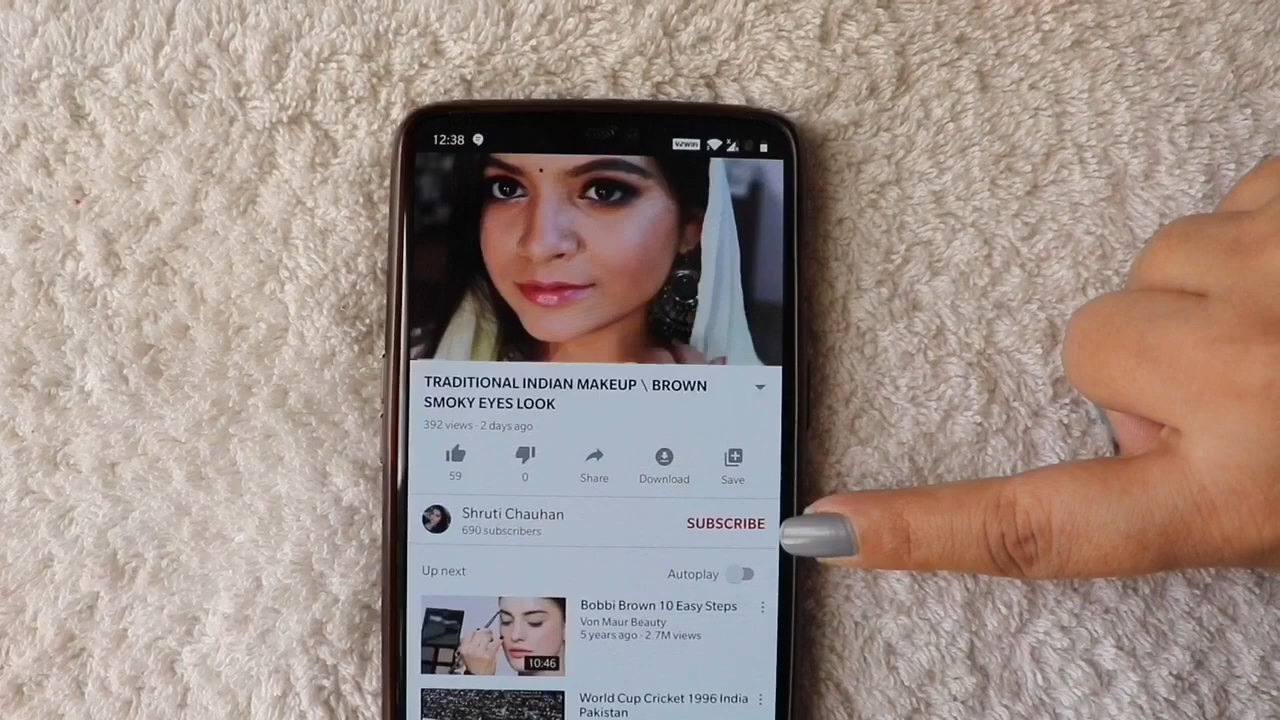 12:38
TRADITIONAL INDIAN MAKEUP \ BROWN
SMOKY EYES LOOK
392 views · 2 days ago
59
0
Share
Download
Save
Shruti Chauhan
690 subscribers
SUBSCRIBE
Up next
Autoplay
Bobbi Brown 10 Easy Steps
Von Maur Beauty
5 years ago · 2.7M views
10:46
World Cup Cricket 1996 India
Pakistan